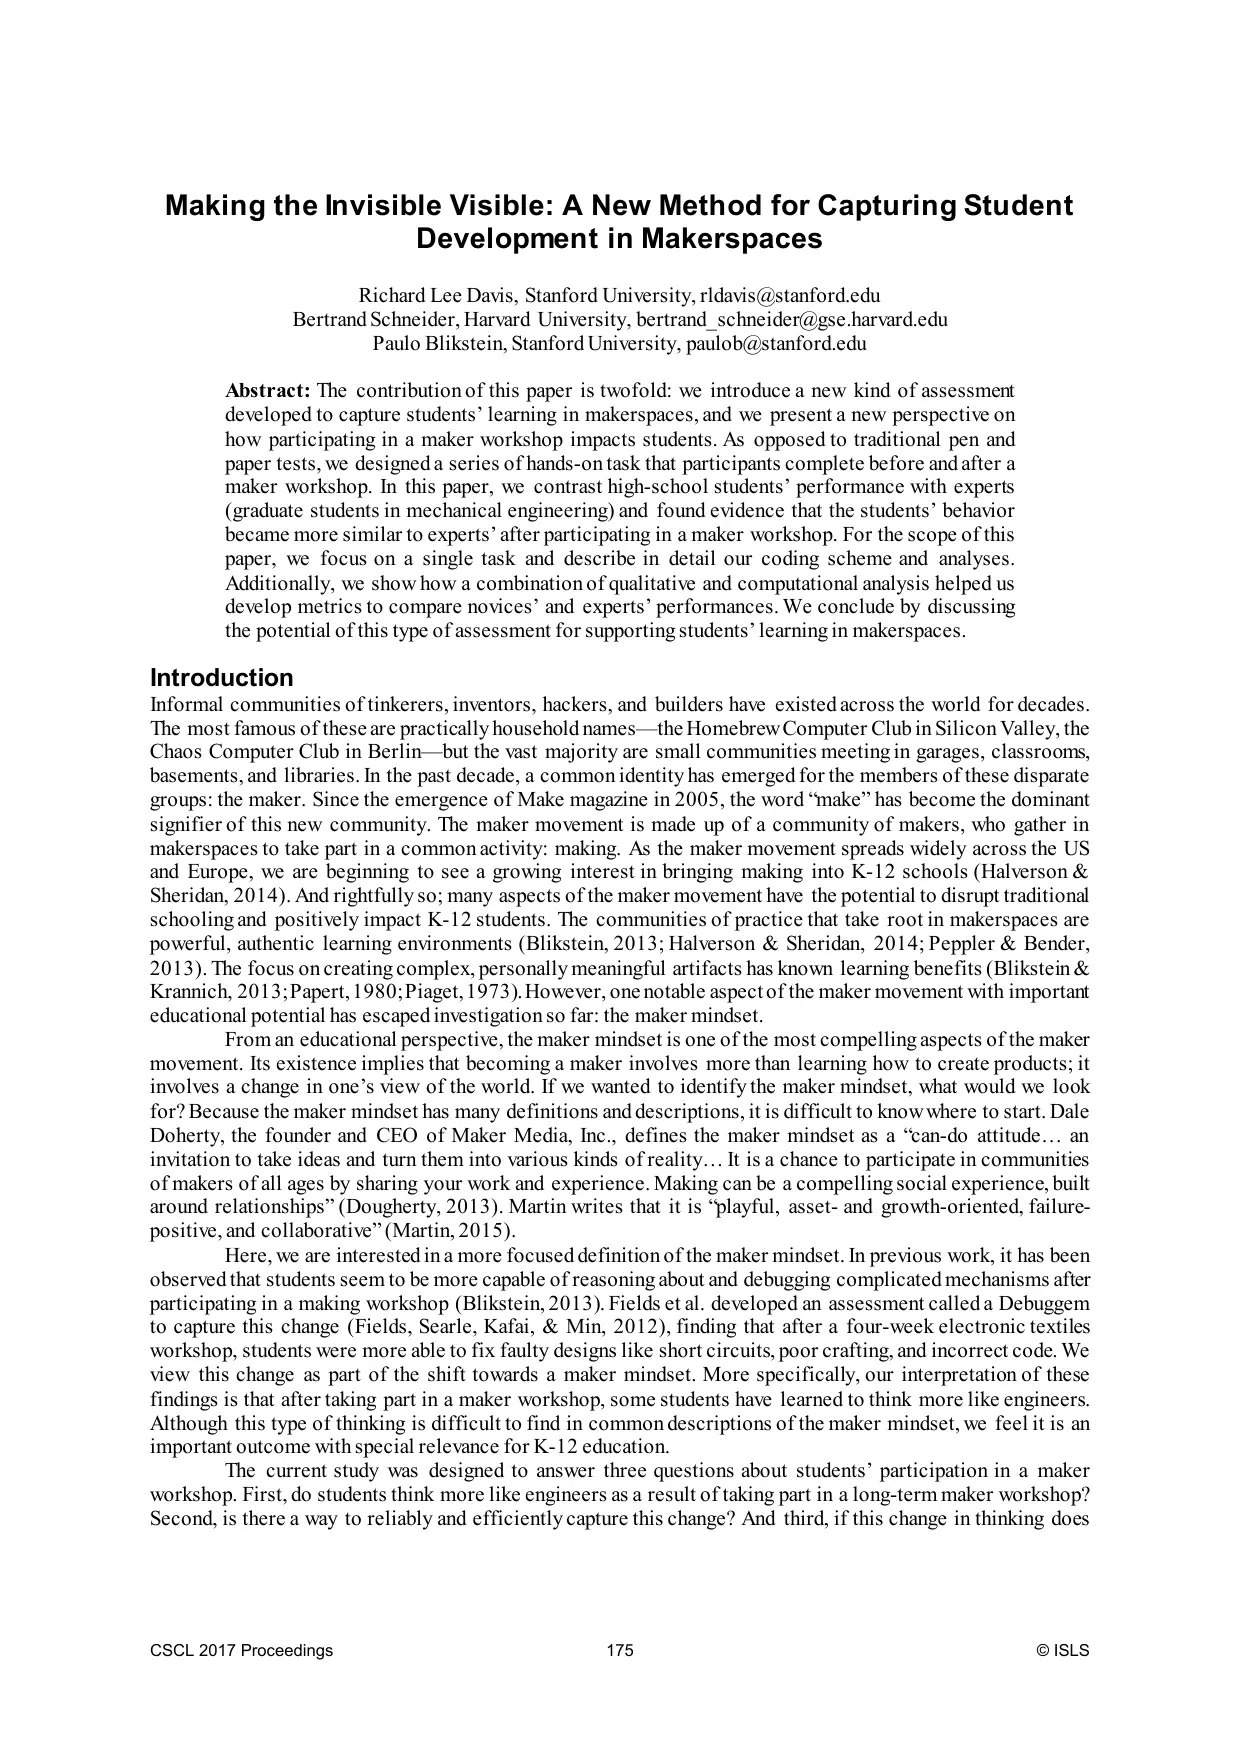 Making the Invisible Visible: A New Method for Capturing Student
Development in Makerspaces
Richard Lee Davis, Stanford University, rldavis@stanford.edu
Bertrand Schneider, Harvard University, bertrand_schneider@gse.harvard.edu
Paulo Blikstein, Stanford University, paulob@stanford.edu
Abstract: The contribution of this paper is twofold: we introduce a new kind of assessment
developed to capture students’ learning in makerspaces, and we present a new perspective on
how participating in a maker workshop impacts students. As opposed to traditional pen and
paper tests, we designed a series of hands-on task that participants complete before and after a
maker workshop. In this paper, we contrast high-school students’ performance with experts
(graduate students in mechanical engineering) and found evidence that the students’ behavior
became more similar to experts’ after participating in a maker workshop. For the scope of this
paper, we focus on a single task and describe in detail our coding scheme and analyses.
Additionally, we show how a combination of qualitative and computational analysis helped us
develop metrics to compare novices’ and experts’ performances. We conclude by discussing
the potential of this type of assessment for supporting students’ learning in makerspaces.
Introduction
Informal communities of tinkerers, inventors, hackers, and builders have existed across the world for decades.
The most famous of these are practically household names—the Homebrew Computer Club in Silicon Valley, the
Chaos Computer Club in Berlin—but the vast majority are small communities meeting in garages, classrooms,
basements, and libraries. In the past decade, a common identity has emerged for the members of these disparate
groups: the maker. Since the emergence of Make magazine in 2005, the word “make” has become the dominant
signifier of this new community. The maker movement is made up of a community of makers, who gather in
makerspaces to take part in a common activity: making. As the maker movement spreads widely across the US
and Europe, we are beginning to see a growing interest in bringing making into K-12 schools (Halverson &
Sheridan, 2014). And rightfully so; many aspects of the maker movement have the potential to disrupt traditional
schooling and positively impact K-12 students. The communities of practice that take root in makerspaces are
powerful, authentic learning environments (Blikstein, 2013; Halverson & Sheridan, 2014; Peppler & Bender,
2013). The focus on creating complex, personally meaningful artifacts has known learning benefits (Blikstein &
Krannich, 2013; Papert, 1980; Piaget, 1973). However, one notable aspect of the maker movement with important
educational potential has escaped investigation so far: the maker mindset.
From an educational perspective, the maker mindset is one of the most compelling aspects of the maker
movement. Its existence implies that becoming a maker involves more than learning how to create products; it
involves a change in one’s view of the world. If we wanted to identify the maker mindset, what would we look
for? Because the maker mindset has many definitions and descriptions, it is difficult to know where to start. Dale
Doherty, the founder and CEO of Maker Media, Inc., defines the maker mindset as a “can-do attitude… an
invitation to take ideas and turn them into various kinds of reality… It is a chance to participate in communities
of makers of all ages by sharing your work and experience. Making can be a compelling social experience, built
around relationships” (Dougherty, 2013). Martin writes that it is “playful, asset- and growth-oriented, failure-
positive, and collaborative” (Martin, 2015).
Here, we are interested in a more focused definition of the maker mindset. In previous work, it has been
observed that students seem to be more capable of reasoning about and debugging complicated mechanisms after
participating in a making workshop (Blikstein, 2013). Fields et al. developed an assessment called a Debuggem
to capture this change (Fields, Searle, Kafai, & Min, 2012), finding that after a four-week electronic textiles
workshop, students were more able to fix faulty designs like short circuits, poor crafting, and incorrect code. We
view this change as part of the shift towards a maker mindset. More specifically, our interpretation of these
findings is that after taking part in a maker workshop, some students have learned to think more like engineers.
Although this type of thinking is difficult to find in common descriptions of the maker mindset, we feel it is an
important outcome with special relevance for K-12 education.
The current study was designed to answer three questions about students’ participation in a maker
workshop. First, do students think more like engineers as a result of taking part in a long-term maker workshop?
Second, is there a way to reliably and efficiently capture this change? And third, if this change in thinking does
CSCL 2017 Proceedings
175
© ISLS